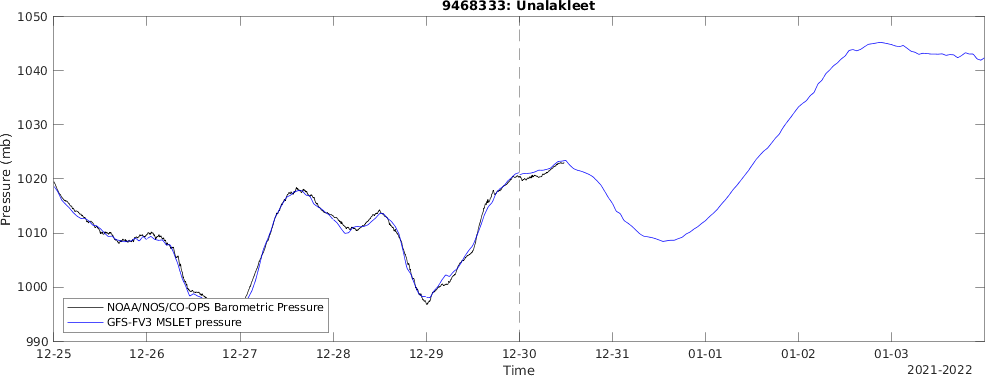 9468333: Unalakleet
1050
1040
1030
1020
1010
1000
990
Pressure (mb)
NOAA/NOS/CO-OPS Barometric Pressure
GFS-FV3 MSLET pressure
12-25 12-26 12-27 12-28 12-29 12-30 12-31 01-01 01-02 01-03
Time
2021-2022